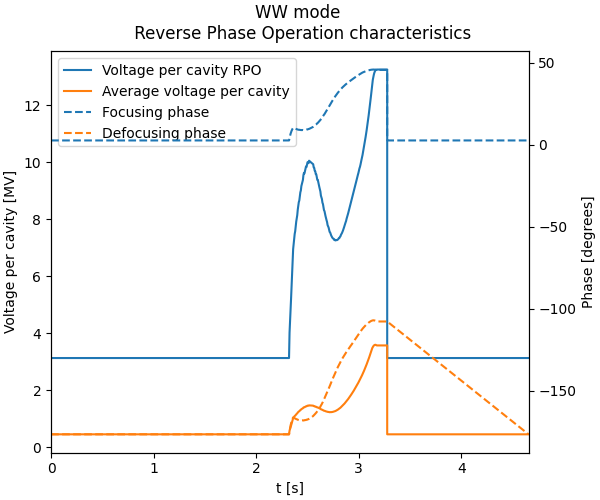 WW mode
Reverse Phase Operation characteristics
Voltage per cavity RPO
Average voltage per cavity
Focusing phase
Defocusing phase
Voltage per cavity [MV]
12
10
8
6
4
2
0
50
0
−50
−100
−150
Phase [degrees]
0
1
2
3
4
t [s]